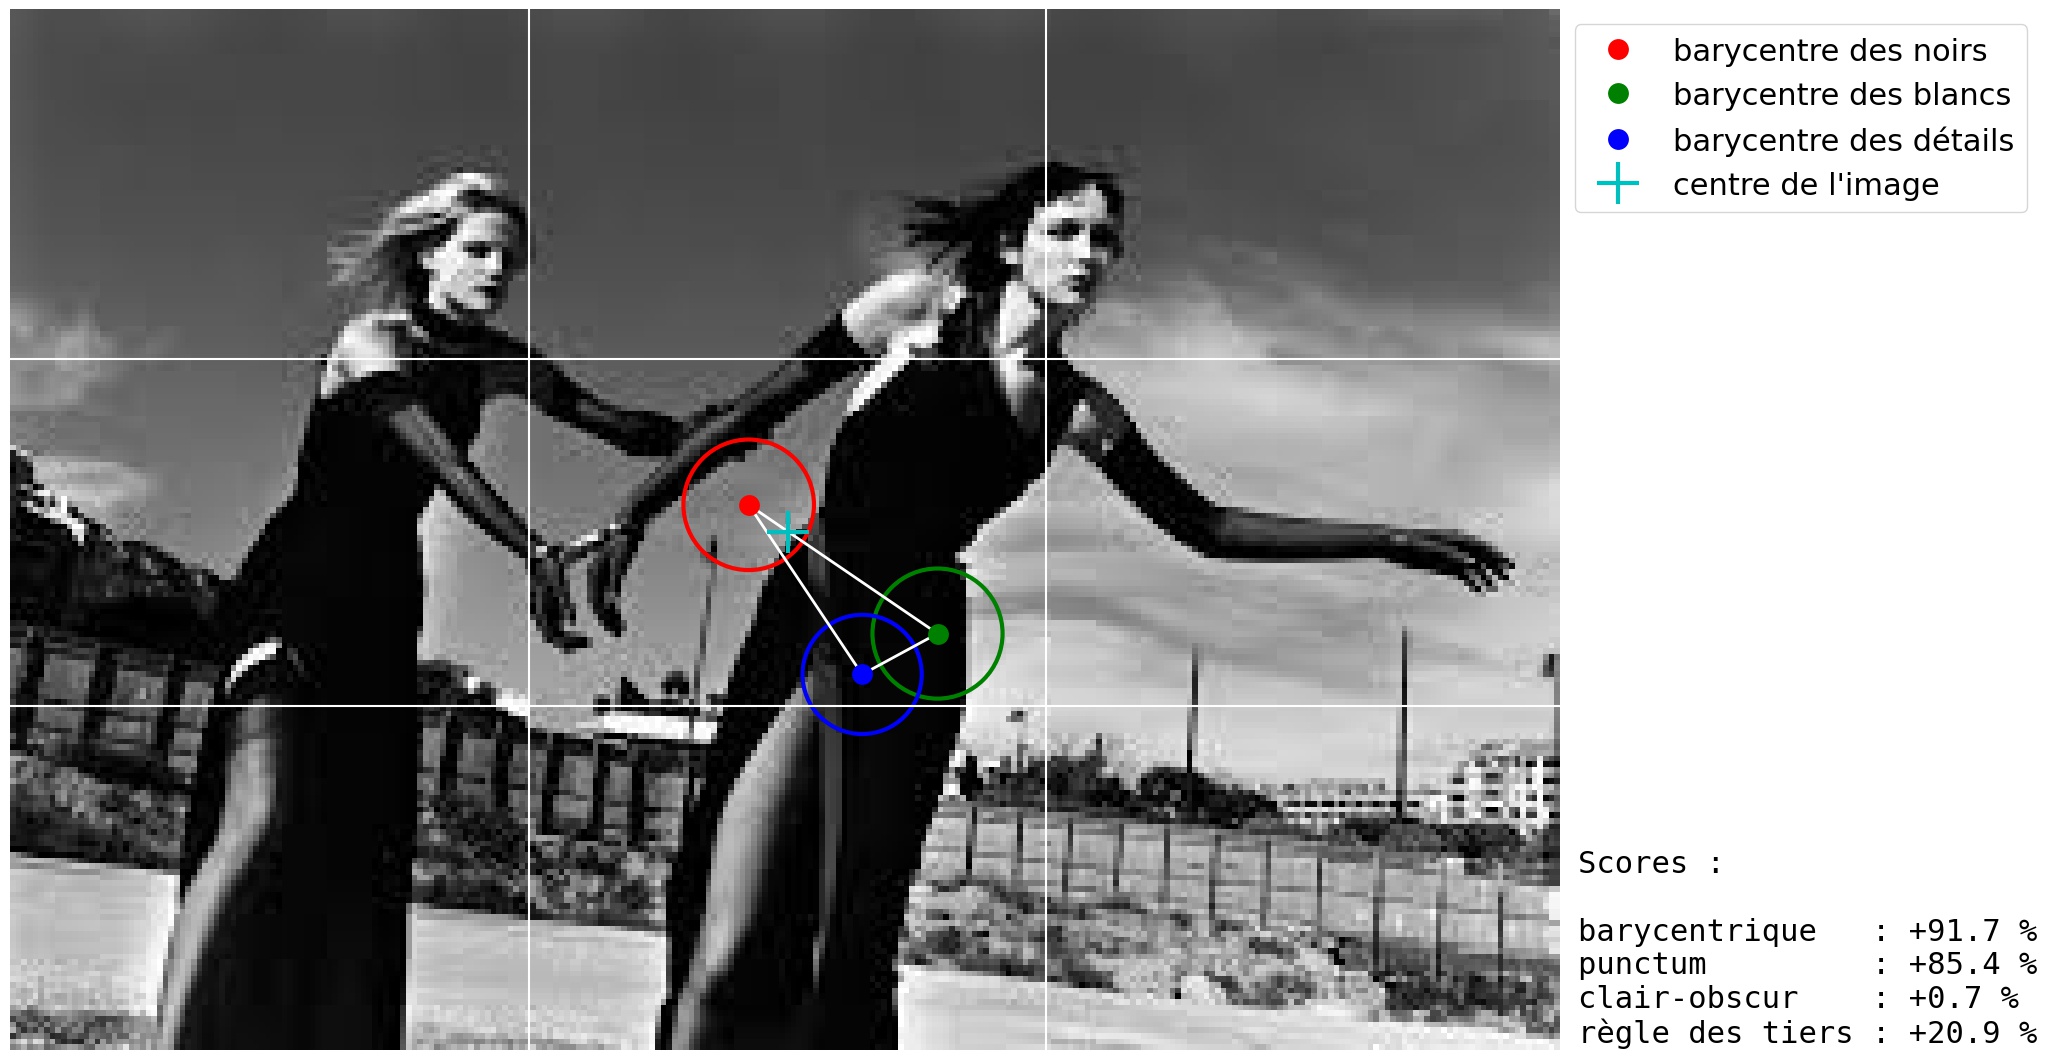 barycentre des noirs
barycentre des blancs
barycentre des détails
centre de l'image
Scores :
barycentrique : +91.7 %
punctum : +85.4 %
clair-obscur : +0.7 %
règle des tiers : +20.9 %